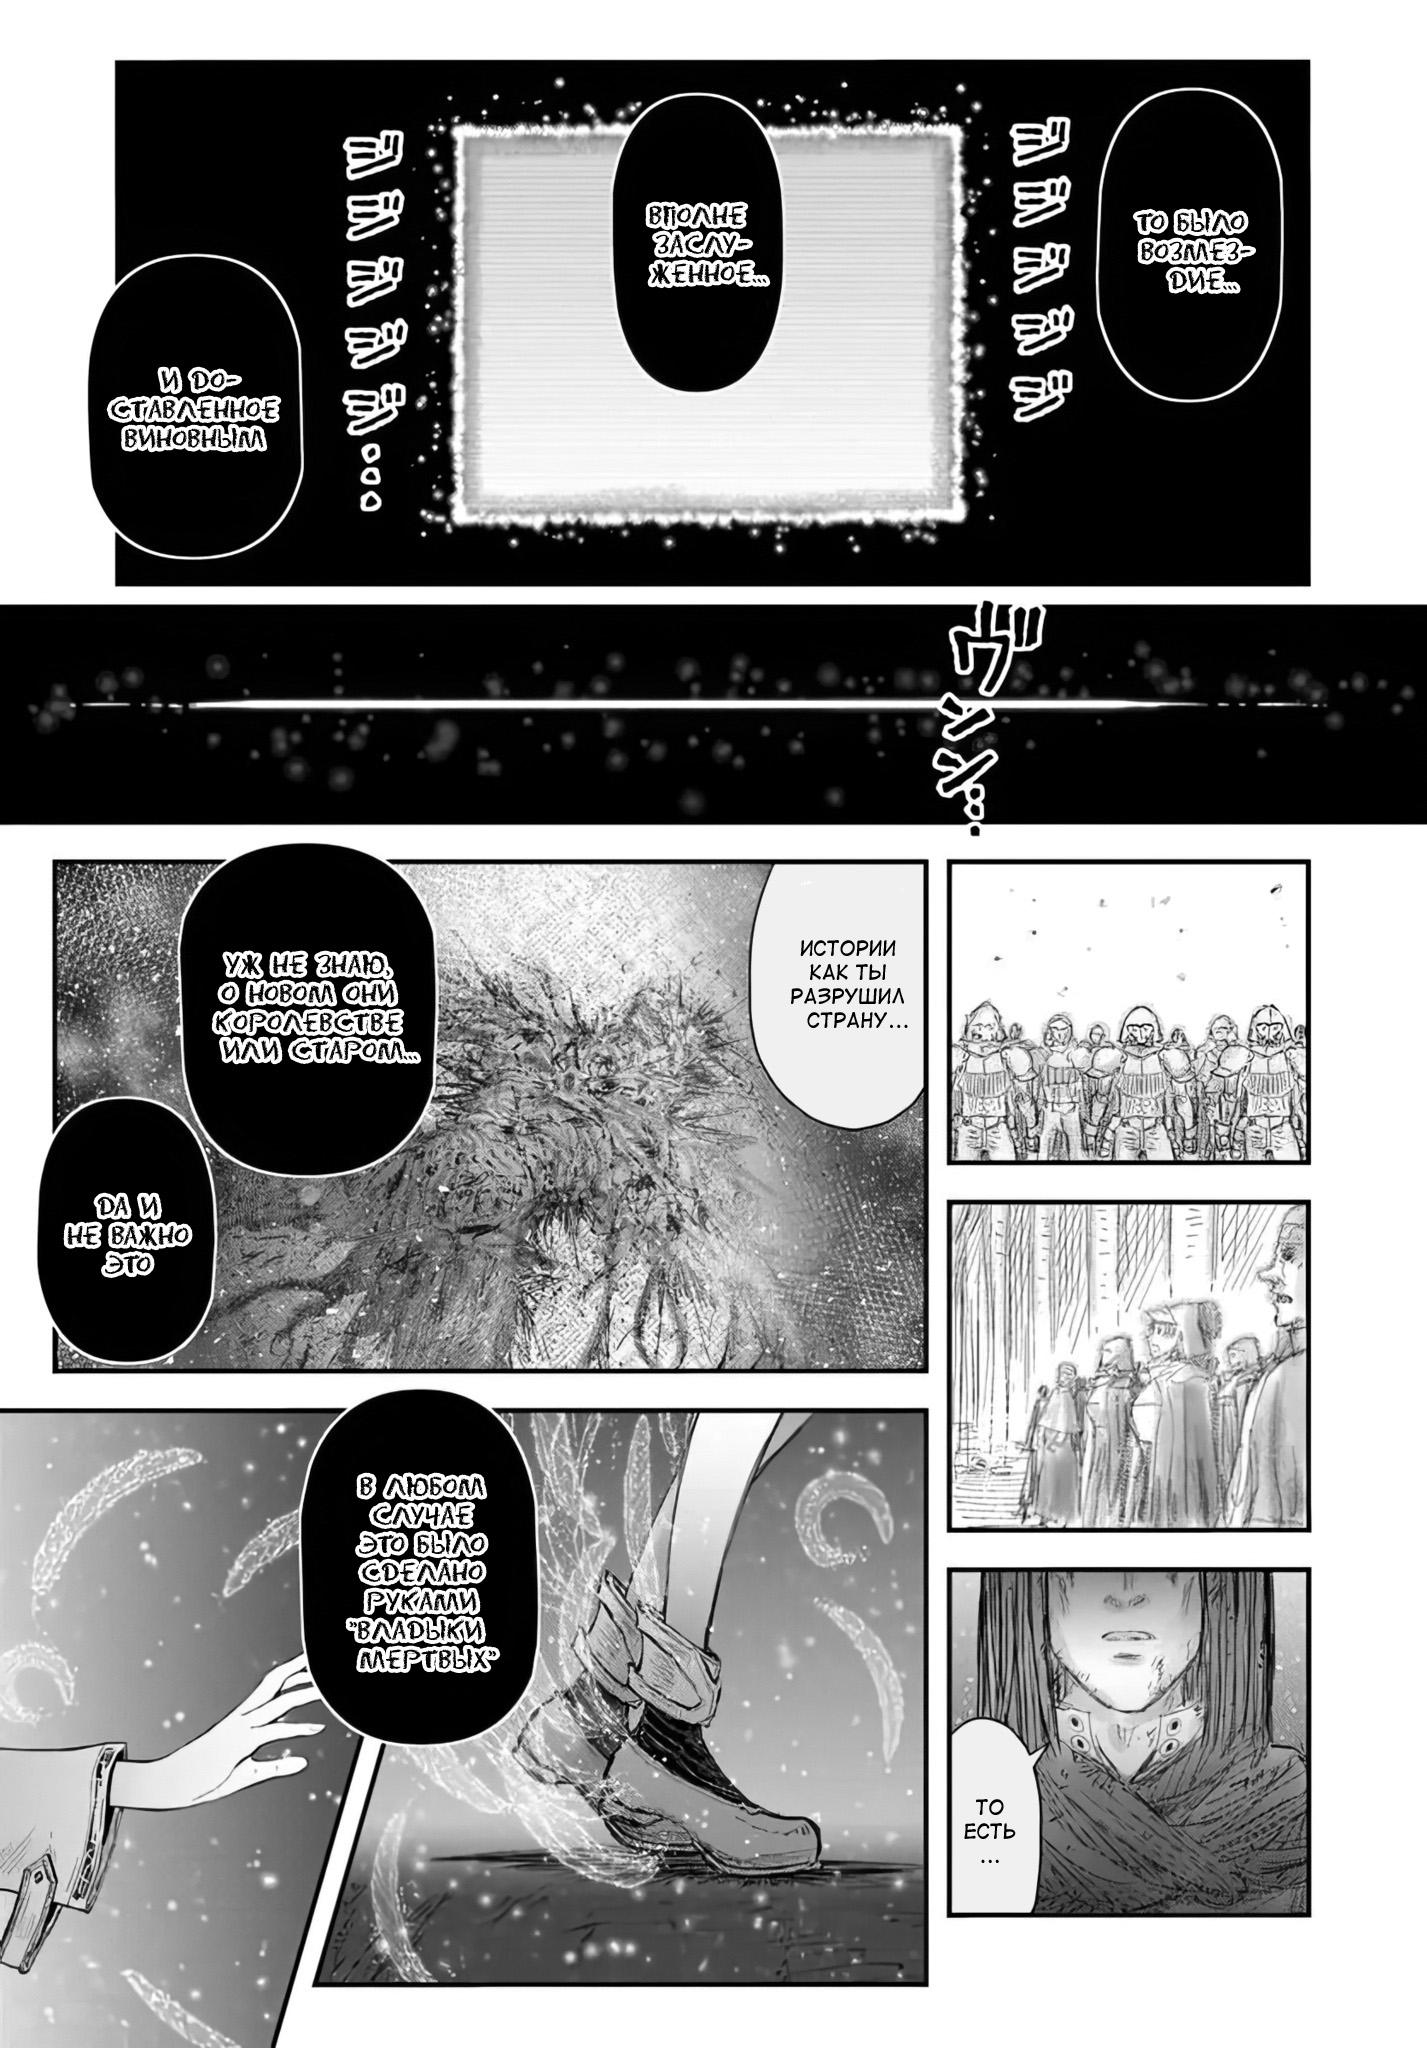 ТО БЫЛО
ВОЗМЕЗ-
ДИЕ...
ジジジジジ
ВПОЛНЕ
ЗАСЛУ-
ЖЕННОЕ...
ジジジジジ...
И ДО-
СТАВЛЕННОЕ
ВИНОВНЫМ
ヴンン...
ИСТОРИИ
КАК ТЫ
РАЗРУШИЛ
СТРАНУ...
УЖ НЕ ЗНАЮ,
О НОВОМ ОНИ
КОРОЛЕВСТВЕ
ИЛИ СТАРОМ...
ДА И
НЕ ВАЖНО
ЭТО
ТО
ЕСТЬ
...
В ЛЮБОМ
СЛУЧАЕ
ЭТО БЫЛО
СДЕЛАНО
РУКАМИ
"ВЛАДЫКИ
МЕРТВЫХ"